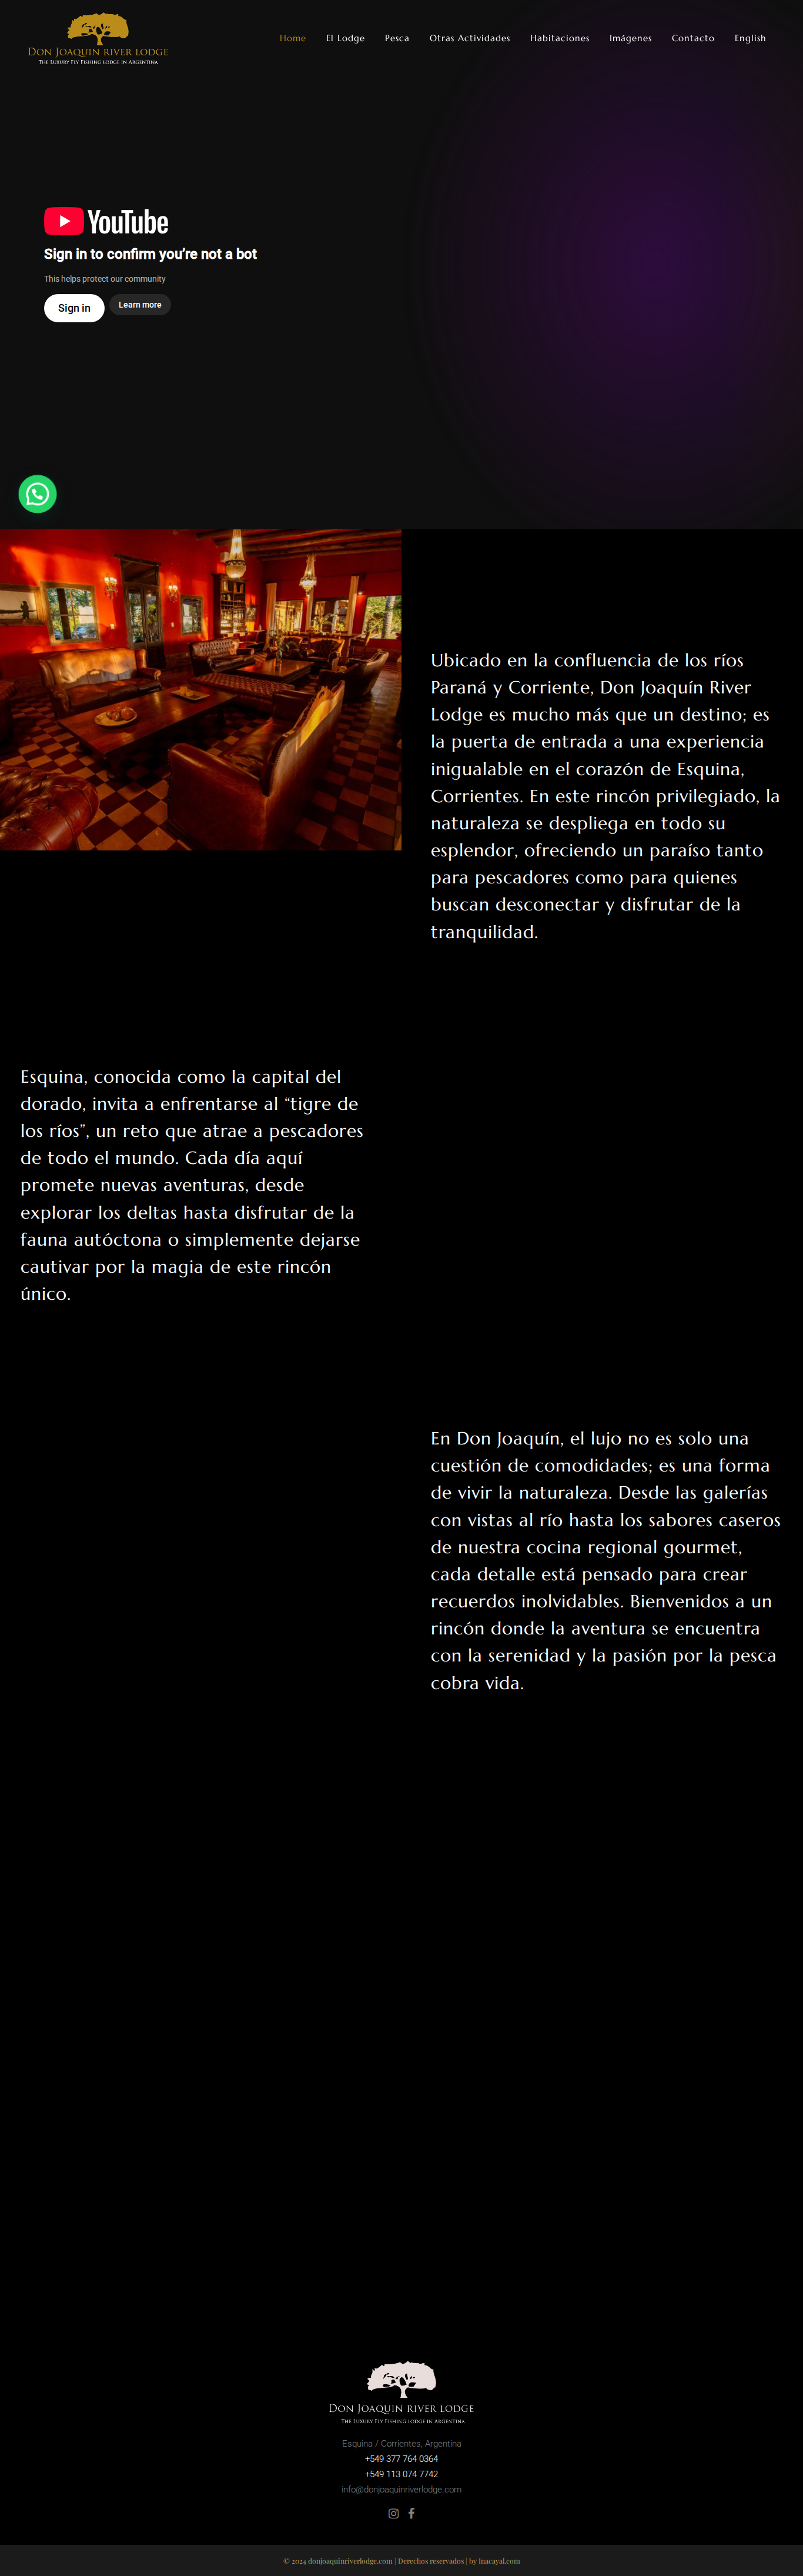 Don Joaquin River Lodge
The Luxury Fly Fishing lodge in Argentina
Home El Lodge Pesca Otras Actividades Habitaciones Imágenes Contacto English
YouTube
Sign in to confirm you’re not a bot
This helps protect our community
Sign in Learn more
Ubicado en la confluencia de los ríos
Paraná y Corriente, Don Joaquín River
Lodge es mucho más que un destino; es
la puerta de entrada a una experiencia
inigualable en el corazón de Esquina,
Corrientes. En este rincón privilegiado, la
naturaleza se despliega en todo su
esplendor, ofreciendo un paraíso tanto
para pescadores como para quienes
buscan desconectar y disfrutar de la
tranquilidad.
Esquina, conocida como la capital del
dorado, invita a enfrentarse al “tigre de
los ríos”, un reto que atrae a pescadores
de todo el mundo. Cada día aquí
promete nuevas aventuras, desde
explorar los deltas hasta disfrutar de la
fauna autóctona o simplemente dejarse
cautivar por la magia de este rincón
único.
En Don Joaquín, el lujo no es solo una
cuestión de comodidades; es una forma
de vivir la naturaleza. Desde las galerías
con vistas al río hasta los sabores caseros
de nuestra cocina regional gourmet,
cada detalle está pensado para crear
recuerdos inolvidables. Bienvenidos a un
rincón donde la aventura se encuentra
con la serenidad y la pasión por la pesca
cobra vida.
Don Joaquin river lodge
The Luxury Fly Fishing lodge in Argentina
Esquina / Corrientes, Argentina
+549 377 764 0364
+549 113 074 7742
info@donjoaquinriverlodge.com
© 2024 donjoaquinriverlodge.com | Derechos reservados | by Inacayal.com